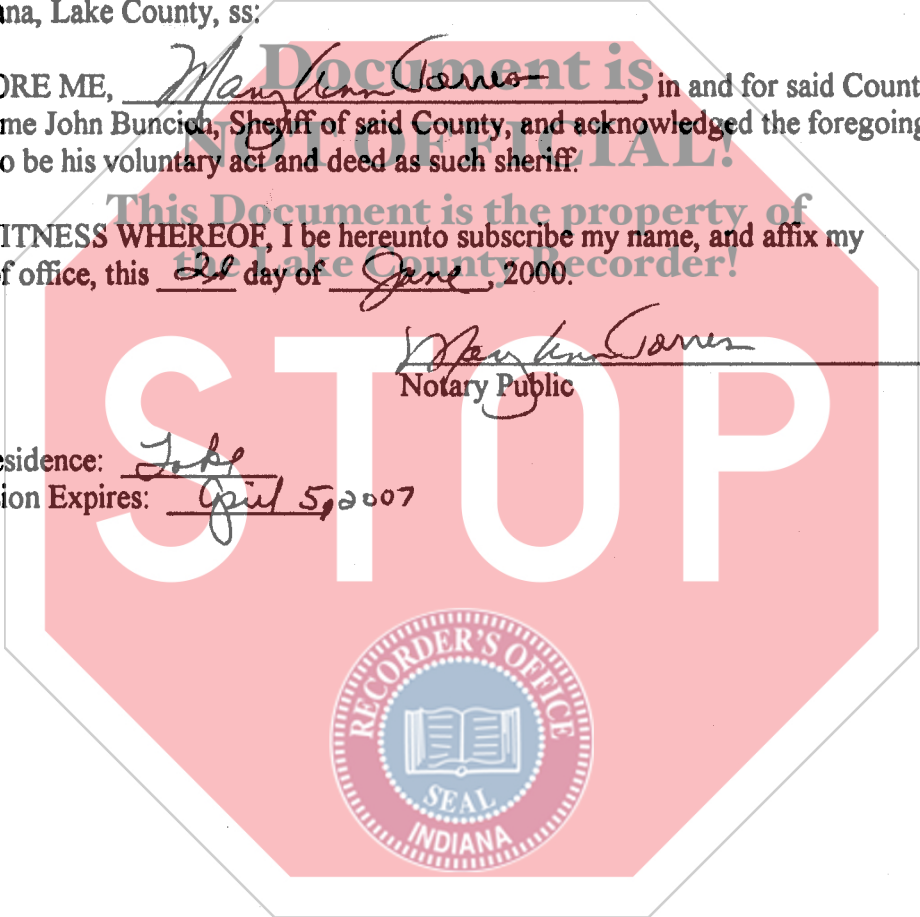 ana, Lake County, ss:
Document is
ORE ME, Mary Ann Torres, in and for said Count
me John Buncich, Sheriff of said County, and acknowledged the foregoing
NOT OFFICIAL!
o be his voluntary act and deed as such sheriff.
This Document is the property of
ITNESS WHEREOF, I be hereunto subscribe my name, and affix my
the Lake County Recorder!
f office, this day of June, 2000.
Mary Ann Torres
Notary Public
STOP
esidence: Lake
ion Expires: April 5, 2007
RECORDER'S OFFICE
SEAL
INDIANA